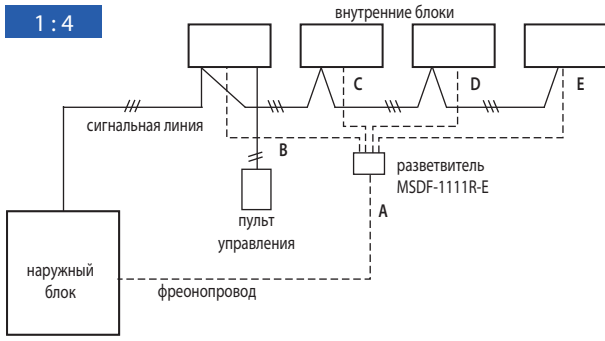 1 : 4
внутренние блоки
C
D
E
сигнальная линия
B
разветвитель
MSDF-1111R-E
A
пульт
управления
наружный
блок
фреонопровод